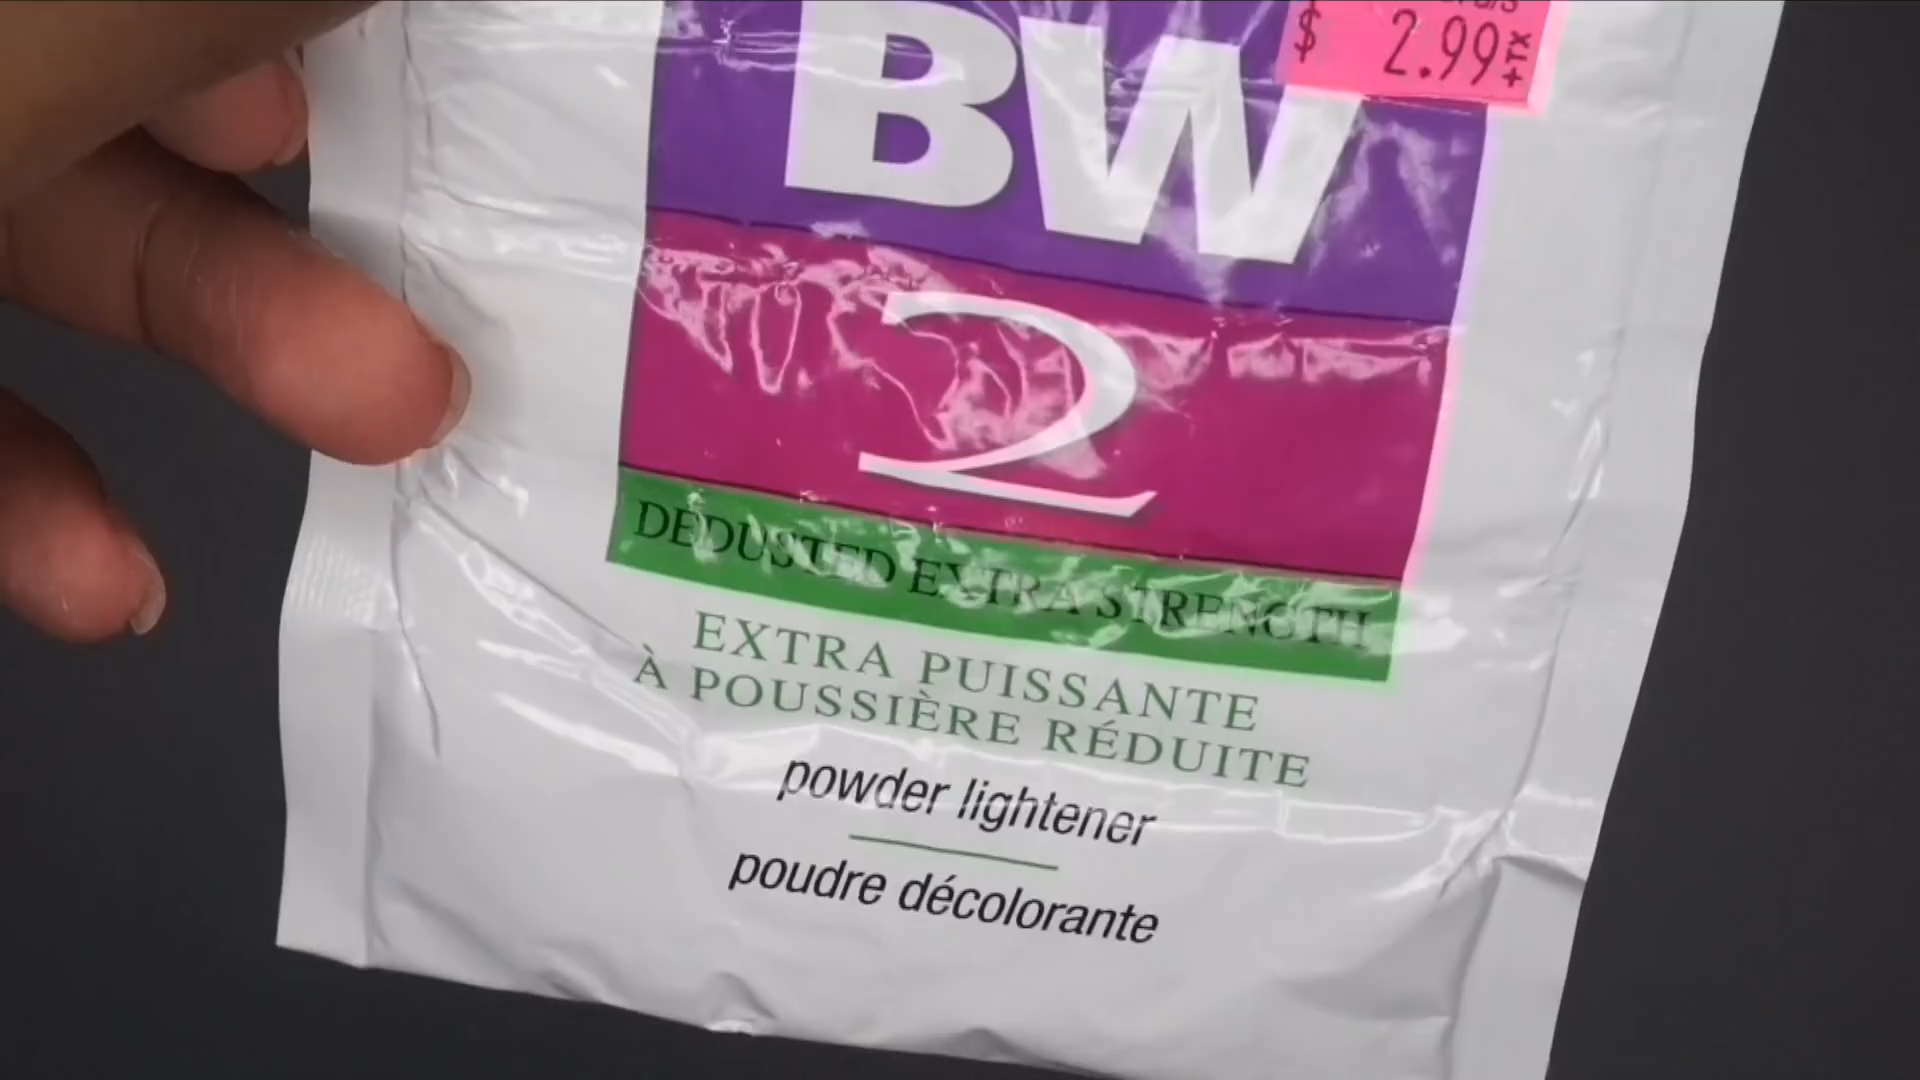 BW
$ 2.99 +TX
2
DEDUSTED EXTRA STRENGTH
EXTRA PUISSANTE
À POUSSIÈRE RÉDUITE
powder lightener
poudre décolorante